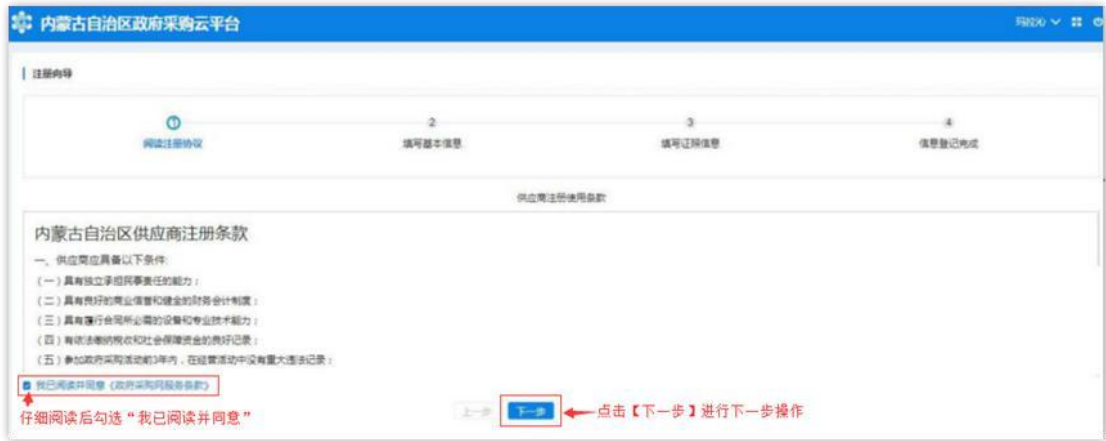 内蒙古自治区政府采购云平台
注册向导
1
2
3
4
阅读注册协议
填写基本信息
填写证照信息
信息登记完成
供应商注册使用条款
内蒙古自治区供应商注册条款
一、供应商应具备以下条件:
（一）具有独立承担民事责任的能力；
（二）具有良好的商业信誉和健全的财务会计制度；
（三）具有履行合同所必需的设备和专业技术能力；
（四）有依法缴纳税收和社会保障资金的良好记录；
（五）参加政府采购活动前3年内，在经营活动中没有重大违法记录；
我已阅读并同意《政府采购网服务条款》
上一步
下一步
点击【下一步】进行下一步操作
仔细阅读后勾选“我已阅读并同意”